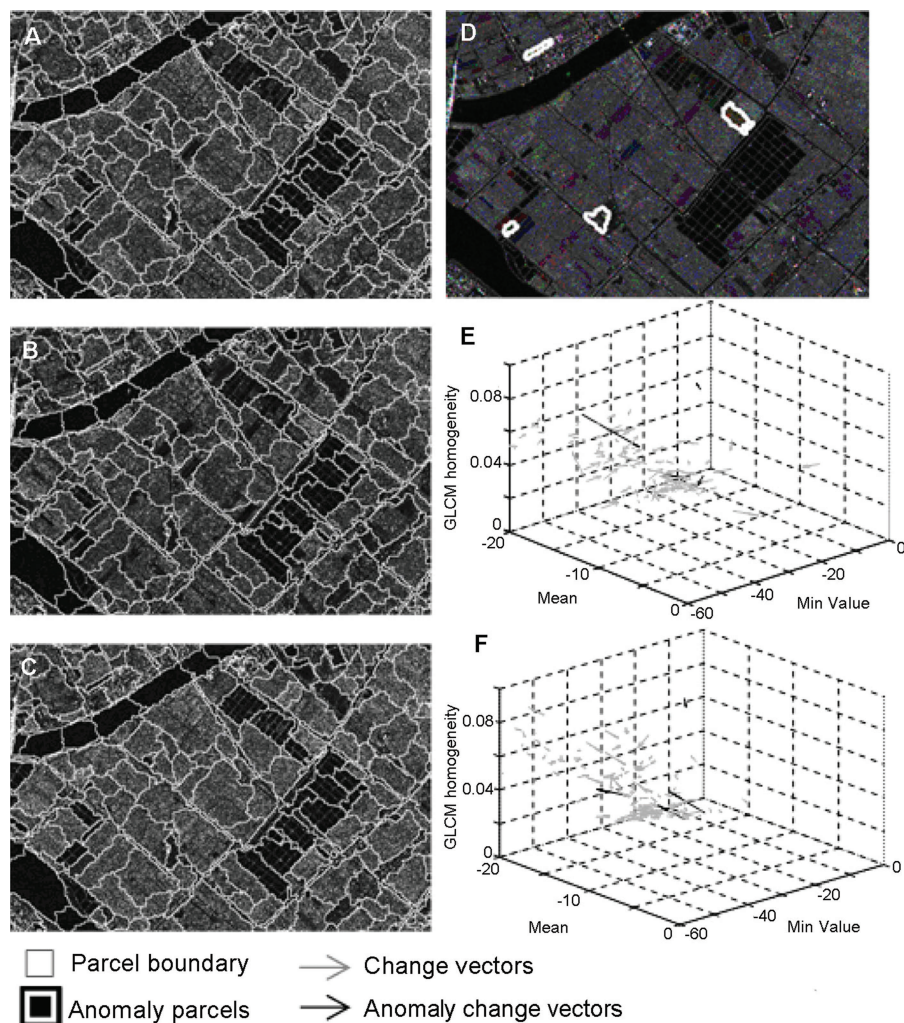 A
D
B
E
GLCM homogeneity
0.08
0.04
0
-20
-10
0
Mean
-60
-40
-20
0
Min Value
C
F
GLCM homogeneity
0.08
0.04
0
-20
-10
Mean
-60
-40
-20
0
Min Value
Parcel boundary
Change vectors
Anomaly parcels
Anomaly change vectors